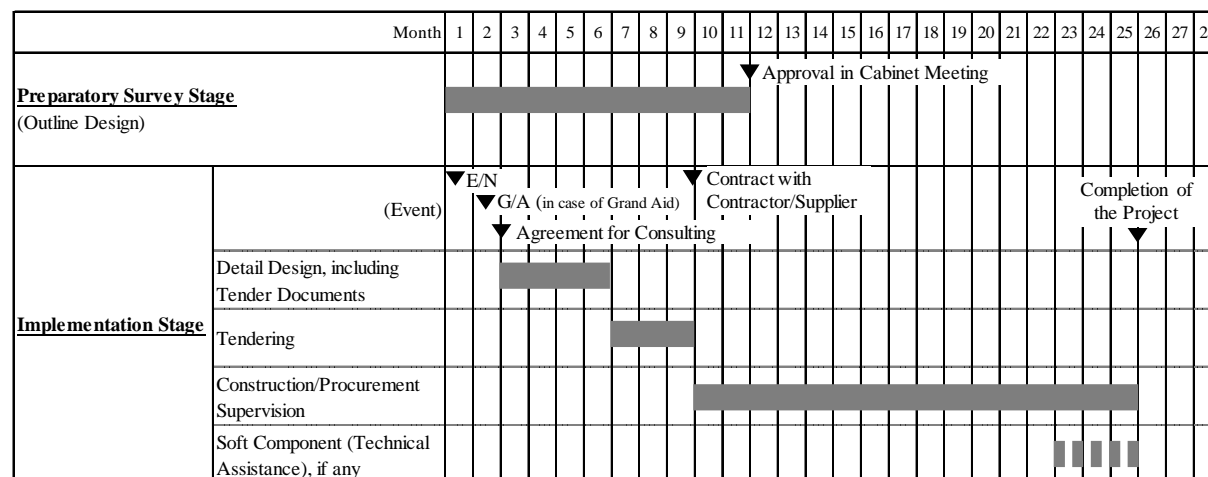 Month 1 2 3 4 5 6 7 8 9 10 11 12 13 14 15 16 17 18 19 20 21 22 23 24 25 26 27
Approval in Cabinet Meeting
Preparatory Survey Stage
(Outline Design)
E/N
G/A (in case of Grand Aid)
Agreement for Consulting
Contract with
Contractor/Supplier
Completion of
the Project
(Event)
Implementation Stage
Detail Design, including
Tender Documents
Tendering
Construction/Procurement
Supervision
Soft Component (Technical
Assistance), if any